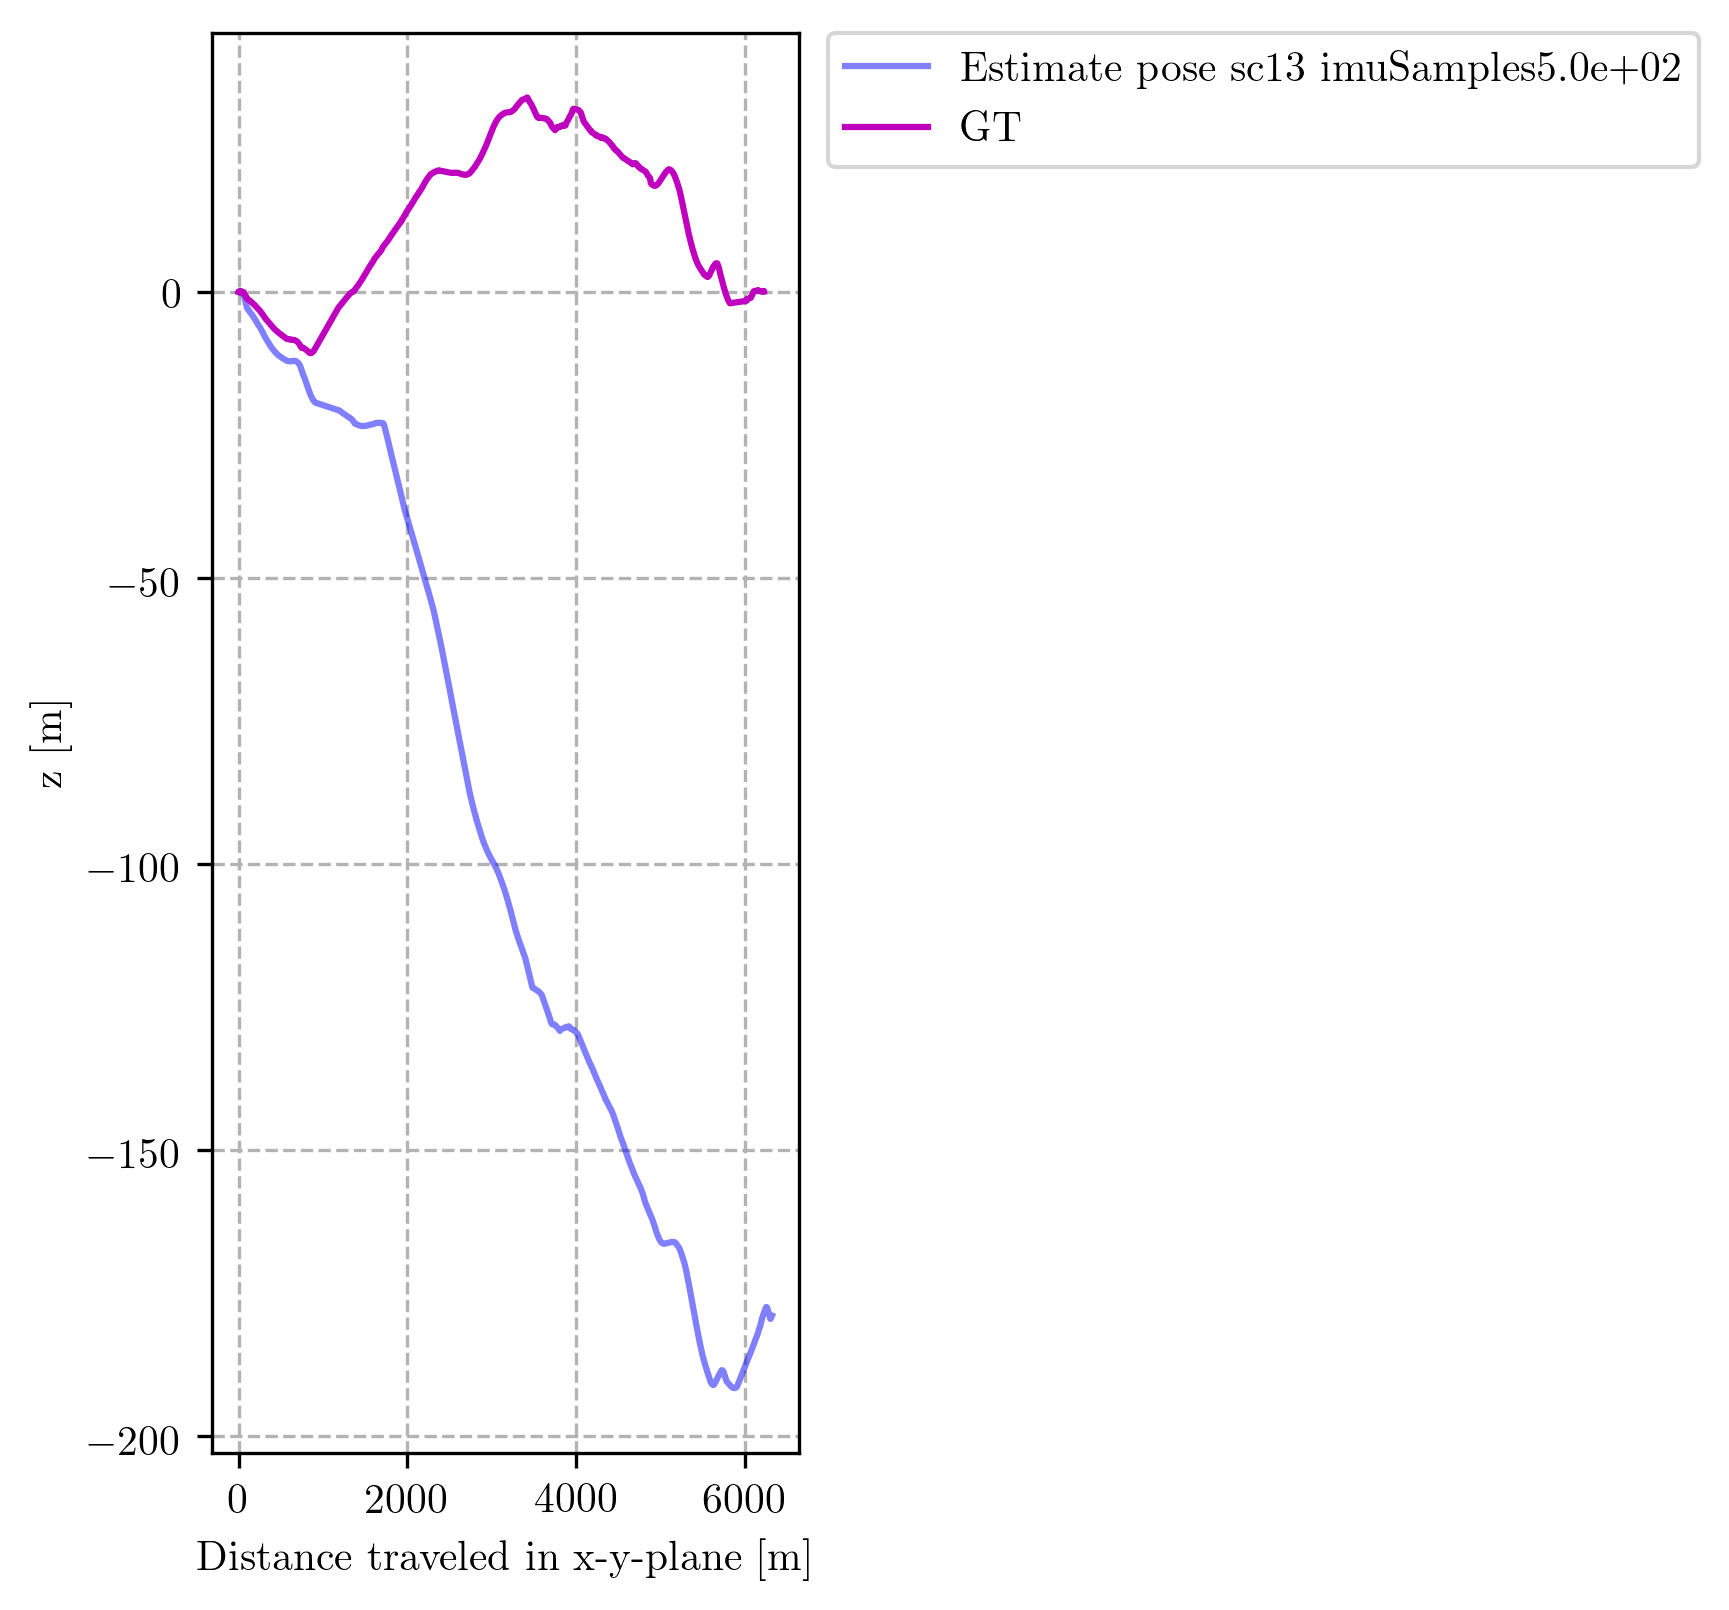 Estimate pose sc13 imuSamples5.0e+02
GT
0
−50
−100
−150
−200
z [m]
0 2000 4000 6000
Distance traveled in x-y-plane [m]